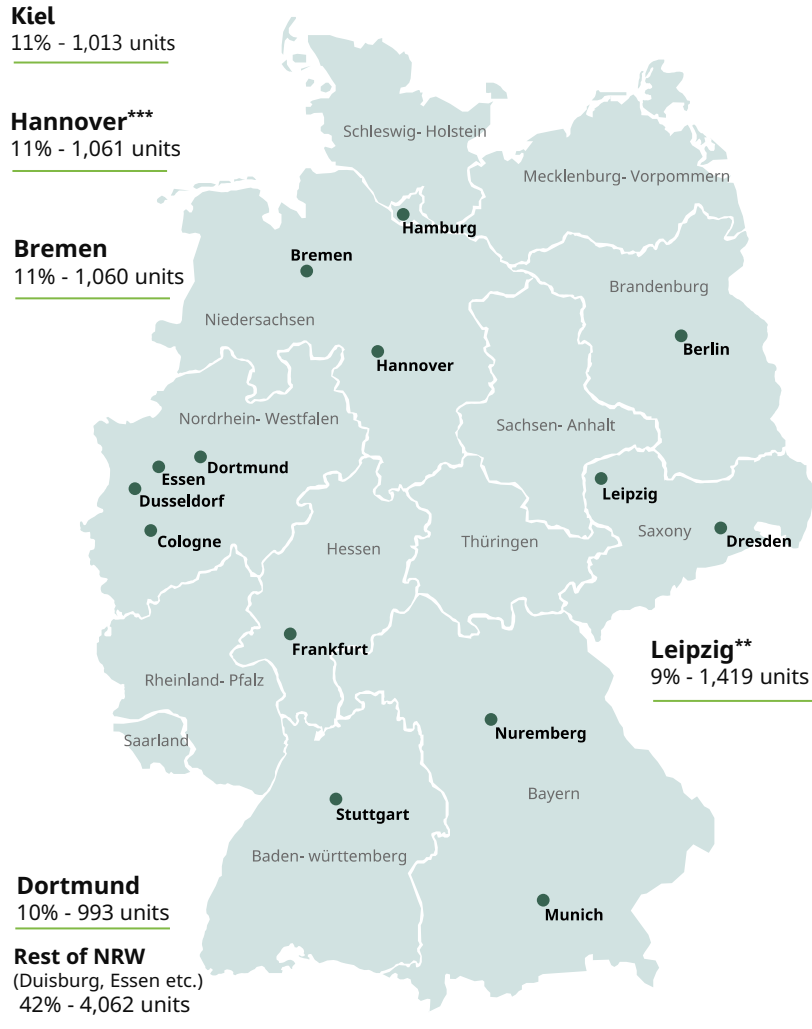 Kiel
11% - 1,013 units
Hannover***
11% - 1,061 units
Bremen
11% - 1,060 units
Schleswig- Holstein
Mecklenburg- Vorpommern
Hamburg
Bremen
Brandenburg
Niedersachsen
Berlin
Hannover
Nordrhein- Westfalen
Sachsen- Anhalt
Dortmund
Essen
Dusseldorf
Leipzig
Cologne
Saxony
Dresden
Hessen
Thüringen
Frankfurt
Leipzig**
9% - 1,419 units
Rheinland- Pfalz
Saarland
Nuremberg
Bayern
Stuttgart
Baden- württemberg
Munich
Dortmund
10% - 993 units
Rest of NRW
(Duisburg, Essen etc.)
42% - 4,062 units